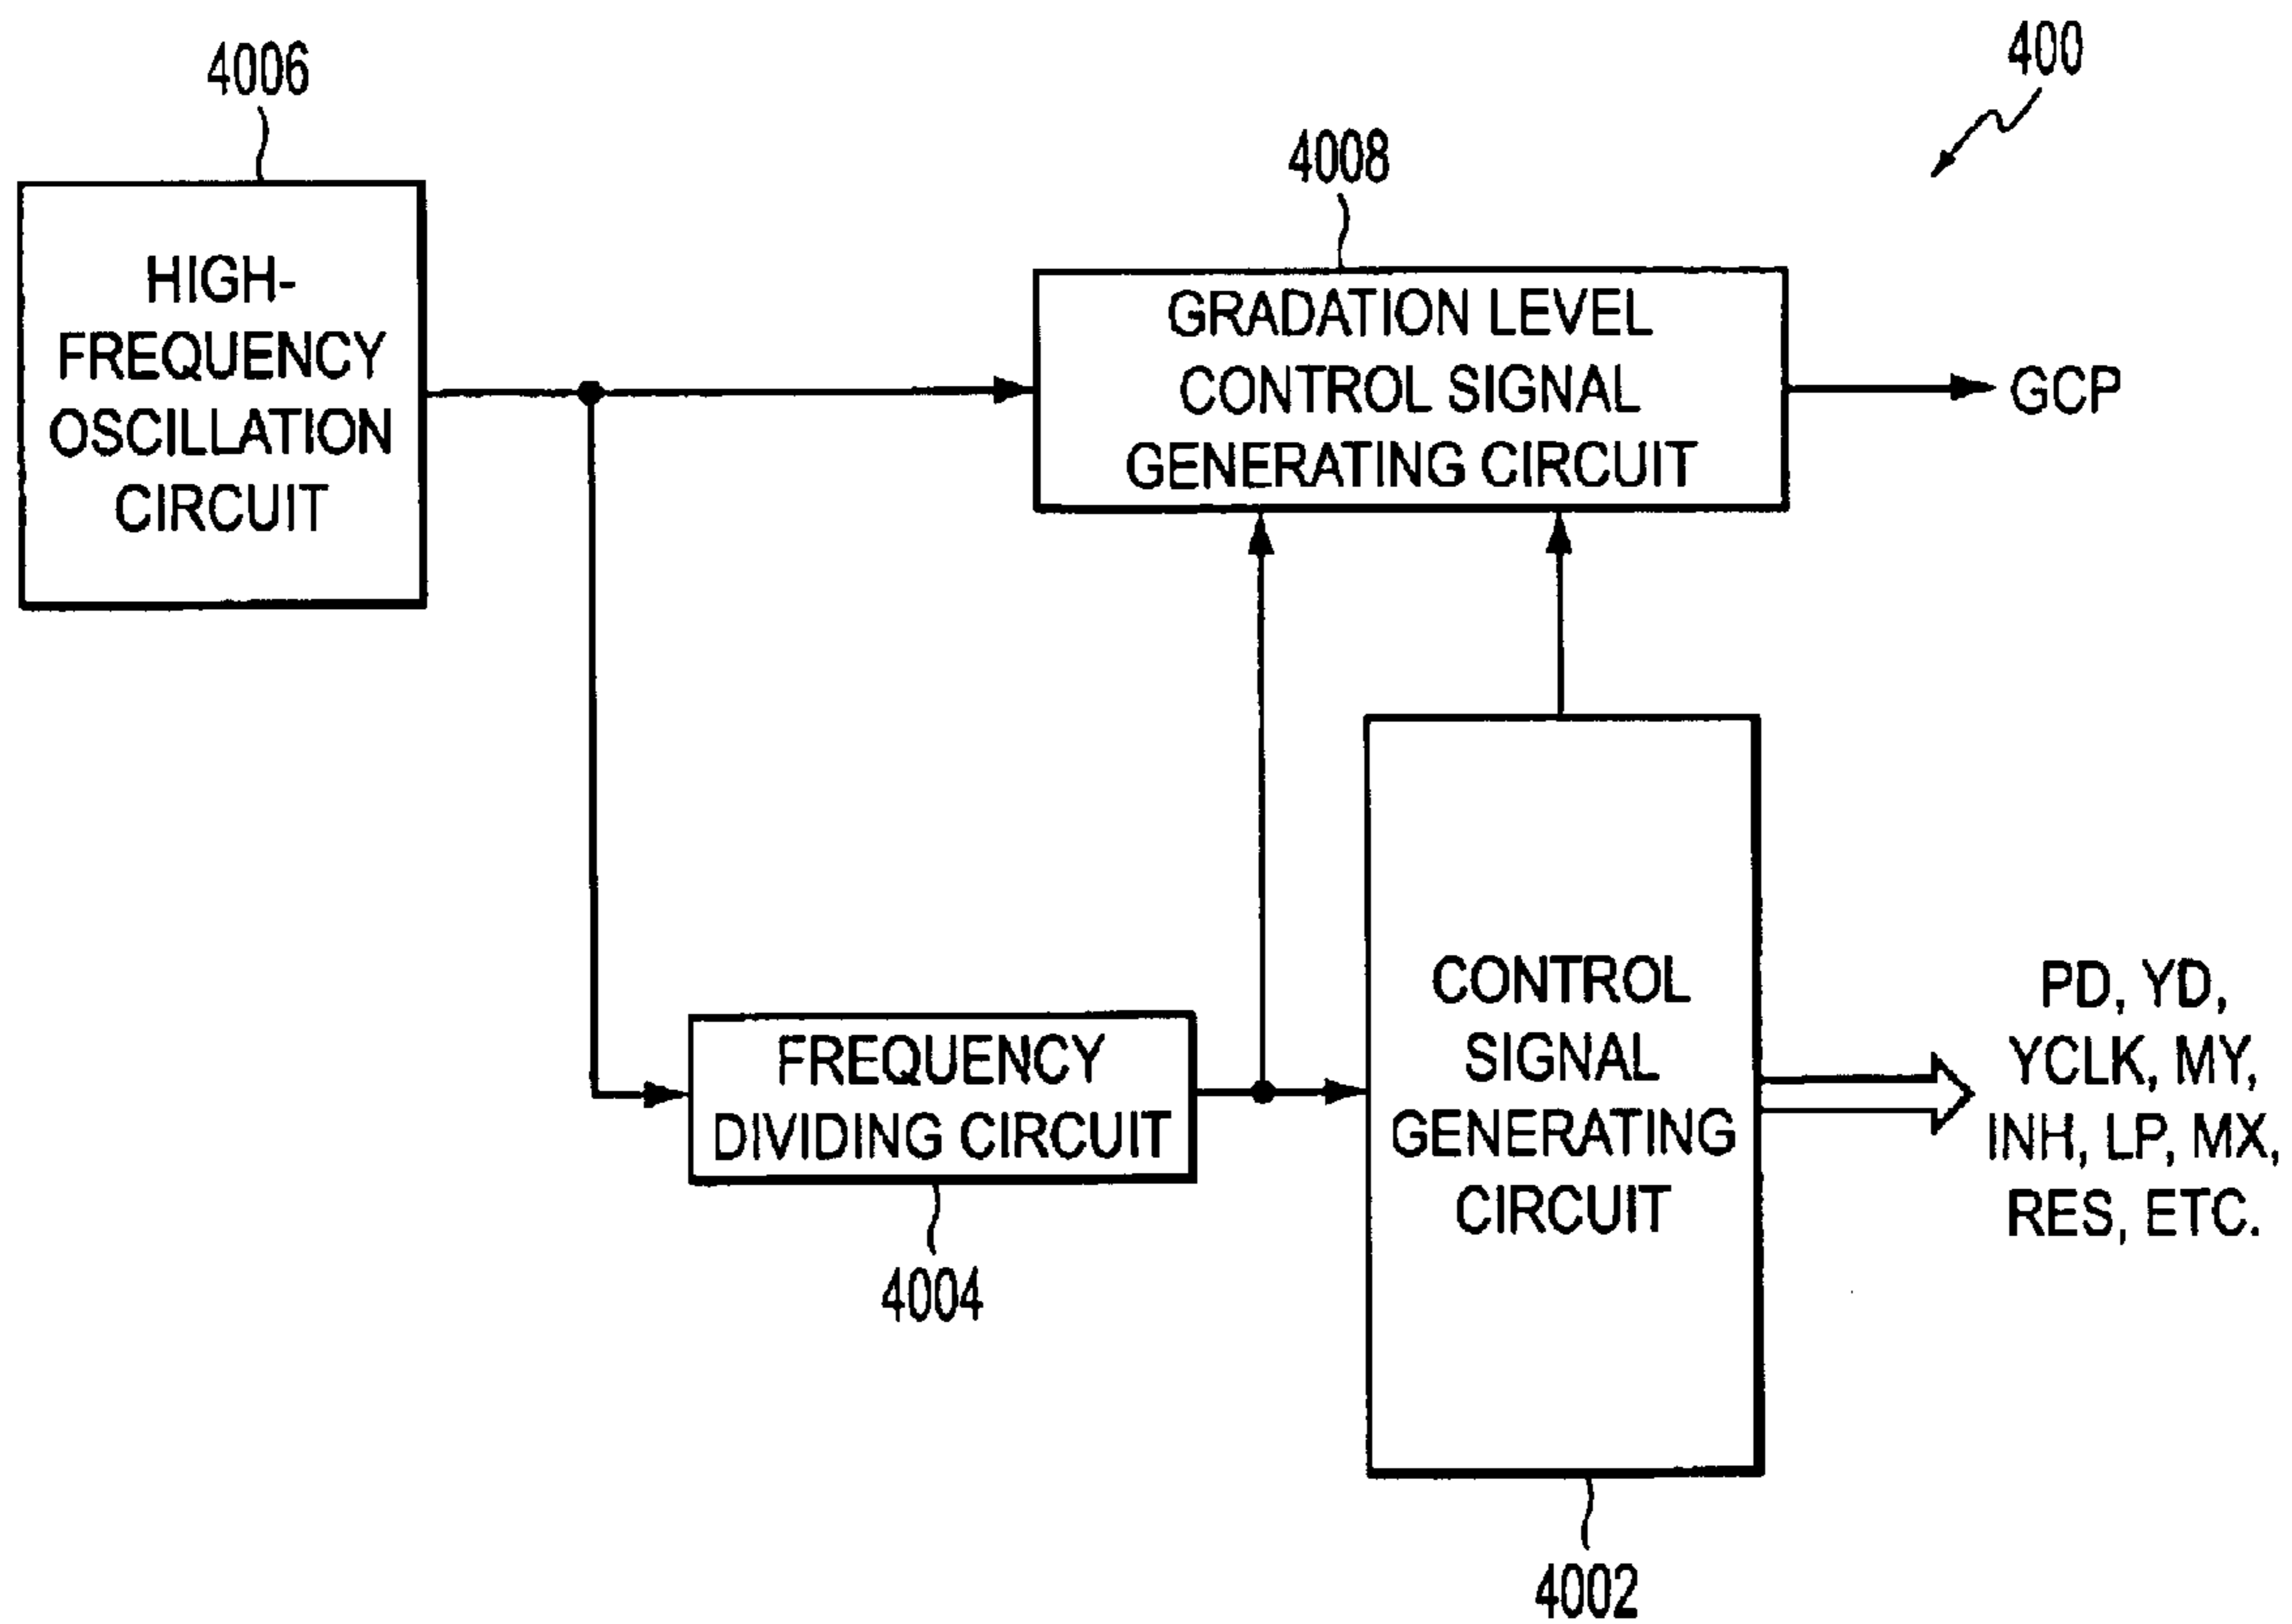 400
4006
HIGH-
FREQUENCY
OSCILLATION
CIRCUIT
4008
GRADATION LEVEL
CONTROL SIGNAL
GENERATING CIRCUIT
GCP
FREQUENCY
DIVIDING CIRCUIT
4004
CONTROL
SIGNAL
GENERATING
CIRCUIT
4002
PD, YD,
YCLK, MY,
INH, LP, MX,
RES, ETC.